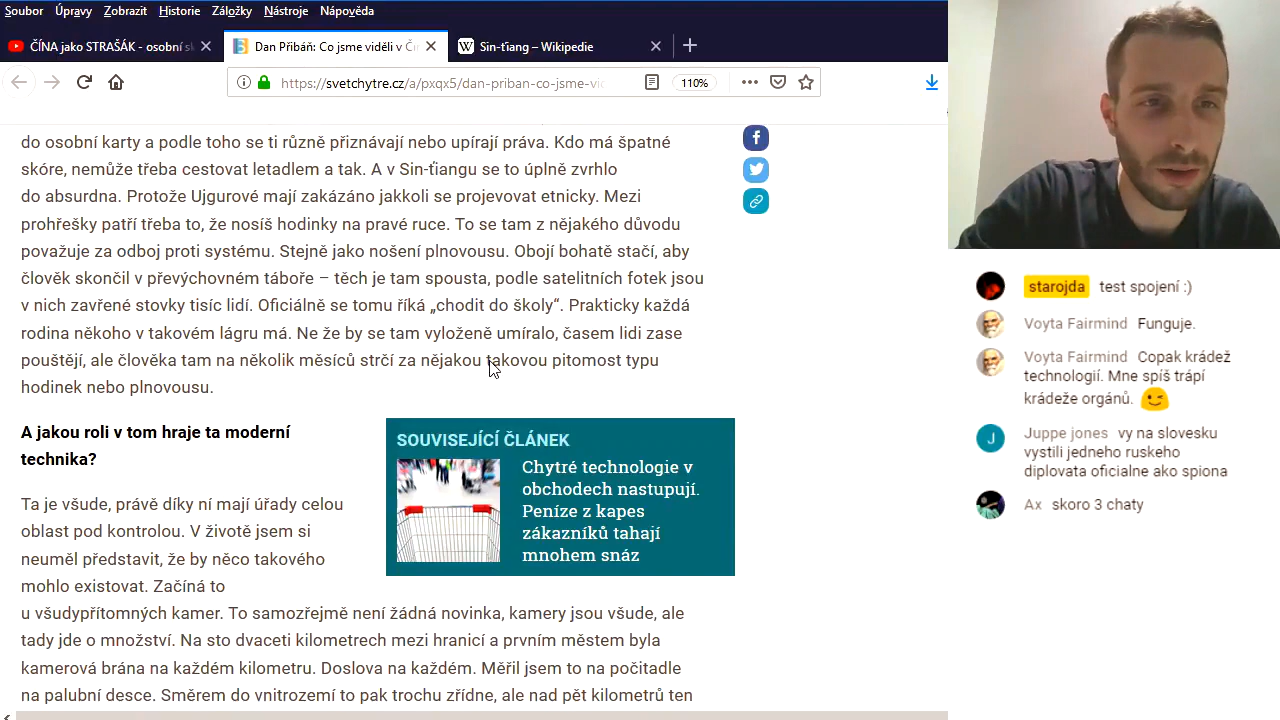 Soubor Úpravy Zobrazit Historie Záložky Nástroje Nápověda
ČÍNA jako STRAŠÁK - osobní sk
Dan Přibáň: Co jsme viděli v Čí
Sin-ťiang – Wikipedie
https://svetchytre.cz/a/pxqx5/dan-priban-co-jsme-vid
110%
do osobní karty a podle toho se ti různě přiznávají nebo upírají práva. Kdo má špatné
skóre, nemůže třeba cestovat letadlem a tak. A v Sin-ťiangu se to úplně zvrhlo
do absurdna. Protože Ujgurové mají zakázáno jakkoli se projevovat etnicky. Mezi
prohřešky patří třeba to, že nosíš hodinky na pravé ruce. To se tam z nějakého důvodu
považuje za odboj proti systému. Stejně jako nošení plnovousu. Obojí bohatě stačí, aby
člověk skončil v převýchovném táboře – těch je tam spousta, podle satelitních fotek jsou
v nich zavřené stovky tisíc lidí. Oficiálně se tomu říká „chodit do školy“. Prakticky každá
rodina někoho v takovém lágru má. Ne že by se tam vyloženě umíralo, časem lidi zase
pouštějí, ale člověka tam na několik měsíců strčí za nějakou takovou pitomost typu
hodinek nebo plnovousu.
A jakou roli v tom hraje ta moderní
technika?
SOUVISEJÍCÍ ČLÁNEK
Chytré technologie v
obchodech nastupují.
Peníze z kapes
zákazníků tahají
mnohem snáz
Ta je všude, právě díky ní mají úřady celou
oblast pod kontrolou. V životě jsem si
neuměl představit, že by něco takového
mohlo existovat. Začíná to
u všudypřítomných kamer. To samozřejmě není žádná novinka, kamery jsou všude, ale
tady jde o množství. Na sto dvaceti kilometrech mezi hranicí a prvním městem byla
kamerová brána na každém kilometru. Doslova na každém. Měřil jsem to na počitadle
na palubní desce. Směrem do vnitrozemí to pak trochu zřídne, ale nad pět kilometrů ten
starojda test spojení :)
Voyta Fairmind Funguje.
Voyta Fairmind Copak krádež
technologií. Mne spíš trápí
krádeže orgánů.
J
Juppe jones vy na slovesku
vystili jedneho ruskeho
diplovata oficialne ako spiona
Ax skoro 3 chaty